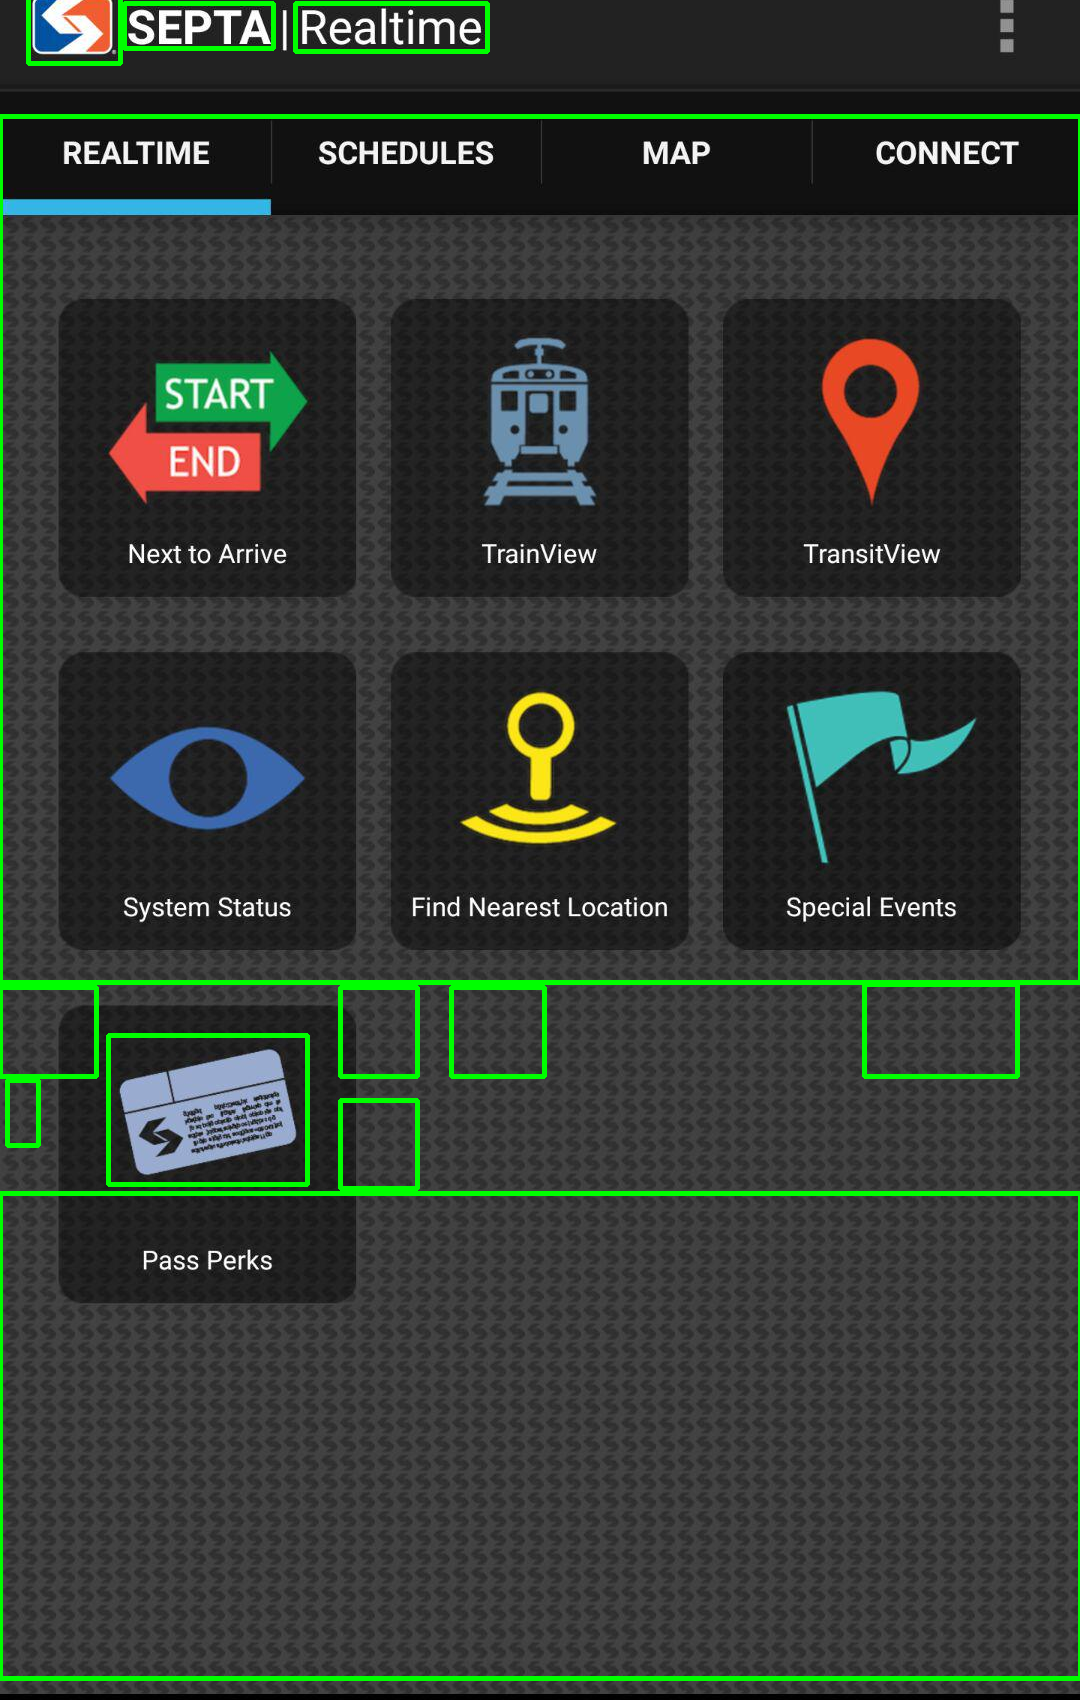 SEPTA | Realtime
REALTIME SCHEDULES MAP CONNECT
START
END
Next to Arrive TrainView TransitView
System Status Find Nearest Location Special Events
Pass Perks